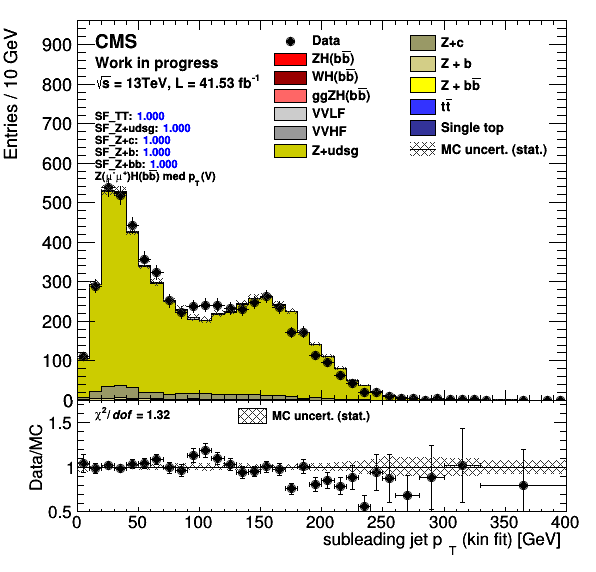 CMS
Work in progress
√s = 13TeV, L = 41.53 fb⁻¹
SF_TT: 1.000
SF_Z+udsg: 1.000
SF_Z+c: 1.000
SF_Z+b: 1.000
SF_Z+bb: 1.000
Z(μ⁻μ⁺)H(bb̅) med p_T(V)
Data
ZH(bb̅)
WH(bb̅)
ggZH(bb̅)
VVLF
VVHF
Z+udsg
Z+c
Z + b
Z + bb̅
tt̅
Single top
MC uncert. (stat.)
Entries / 10 GeV
900
800
700
600
500
400
300
200
100
0
χ²/dof = 1.32
MC uncert. (stat.)
Data/MC
1.5
1
0.5
0 50 100 150 200 250 300 350 400
subleading jet p_T (kin fit) [GeV]